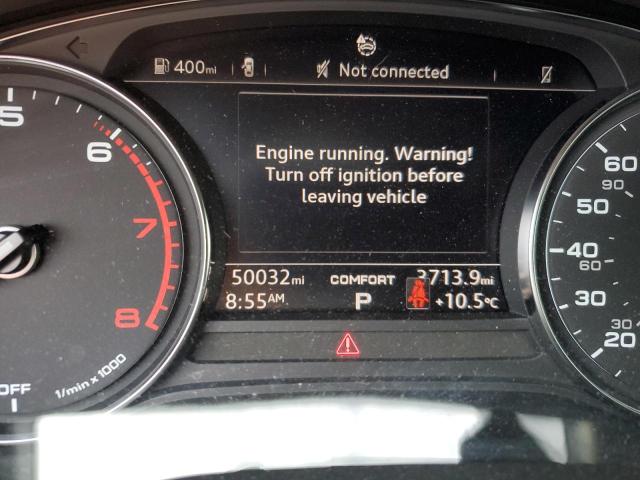 400mi
Not connected
Engine running. Warning!
Turn off ignition before
leaving vehicle
50032mi COMFORT 3713.9mi
8:55AM P +10.5°C
5
6
7
8
OFF
1/min x 1000
60
90
50
40
60
30
30
20